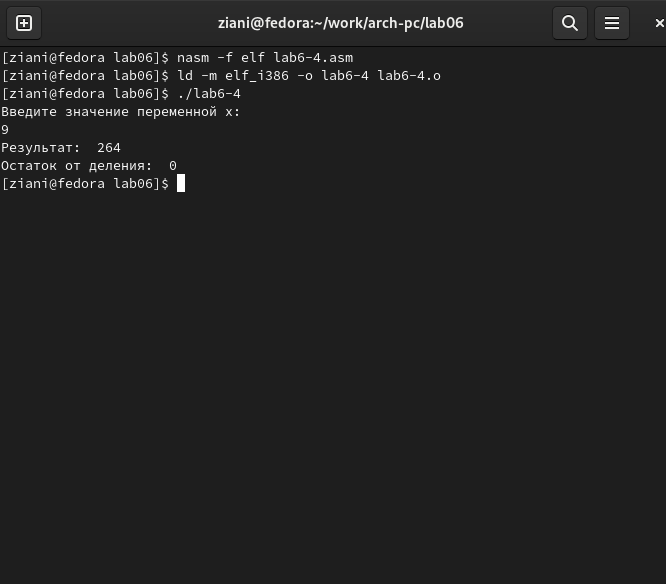 ziani@fedora:~/work/arch-pc/lab06
[ziani@fedora lab06]$ nasm -f elf lab6-4.asm
[ziani@fedora lab06]$ ld -m elf_i386 -o lab6-4 lab6-4.o
[ziani@fedora lab06]$ ./lab6-4
Введите значение переменной x:
9
Результат:  264
Остаток от деления:  0
[ziani@fedora lab06]$